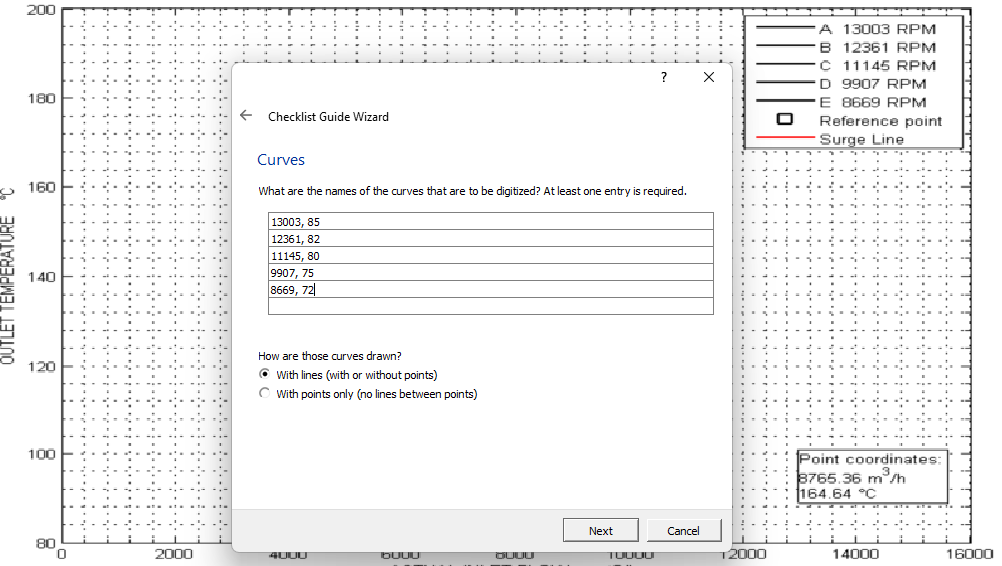 200
180
160
140
120
100
80
OUTLET TEMPERATURE °C
A 13003 RPM
B 12361 RPM
C 11145 RPM
D 9907 RPM
E 8669 RPM
Reference point
Surge Line
?
Checklist Guide Wizard
Curves
What are the names of the curves that are to be digitized? At least one entry is required.
13003, 85
12361, 82
11145, 80
9907, 75
8669, 72
How are those curves drawn?
With lines (with or without points)
With points only (no lines between points)
Next
Cancel
Point coordinates:
8765.36 m³/h
164.64 °C
0 2000 4000 6000 8000 10000 12000 14000 16000